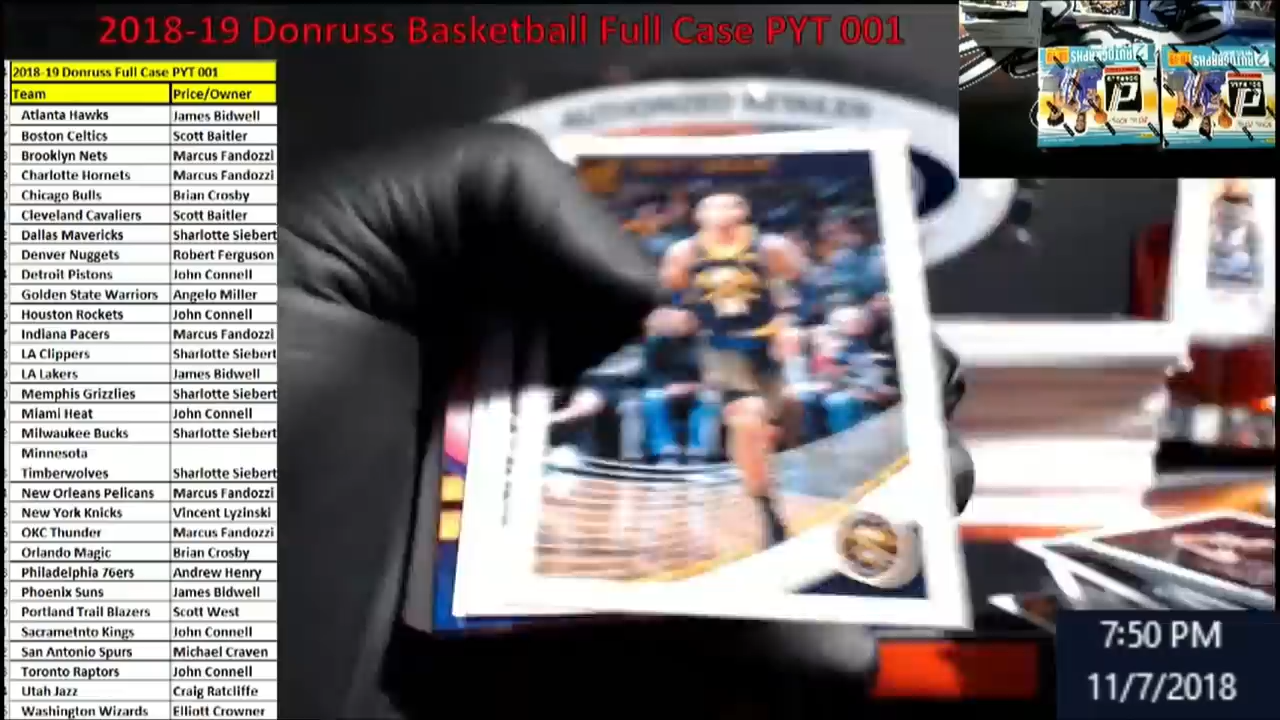 2018-19 Donruss Basketball Full Case PYT 001
2018-19 Donruss Full Case PYT 001
Team Price/Owner
Atlanta Hawks James Bidwell
Boston Celtics Scott Baitler
Brooklyn Nets Marcus Fandozzi
Charlotte Hornets Marcus Fandozzi
Chicago Bulls Brian Crosby
Cleveland Cavaliers Scott Baitler
Dallas Mavericks Sharlotte Siebert
Denver Nuggets Robert Ferguson
Detroit Pistons John Connell
Golden State Warriors Angelo Miller
Houston Rockets John Connell
Indiana Pacers Marcus Fandozzi
LA Clippers Sharlotte Siebert
LA Lakers James Bidwell
Memphis Grizzlies Sharlotte Siebert
Miami Heat John Connell
Milwaukee Bucks Sharlotte Siebert
Minnesota
Timberwolves Sharlotte Siebert
New Orleans Pelicans Marcus Fandozzi
New York Knicks Vincent Lyzinski
OKC Thunder Marcus Fandozzi
Orlando Magic Brian Crosby
Philadelphia 76ers Andrew Henry
Phoenix Suns James Bidwell
Portland Trail Blazers Scott West
Sacrametnto Kings John Connell
San Antonio Spurs Michael Craven
Toronto Raptors John Connell
Utah Jazz Craig Ratcliffe
Washington Wizards Elliott Crowner
AUTHORIZED RETAILER
AUTOGRAPHS
AUTOGRAPHS
7:50 PM
11/7/2018